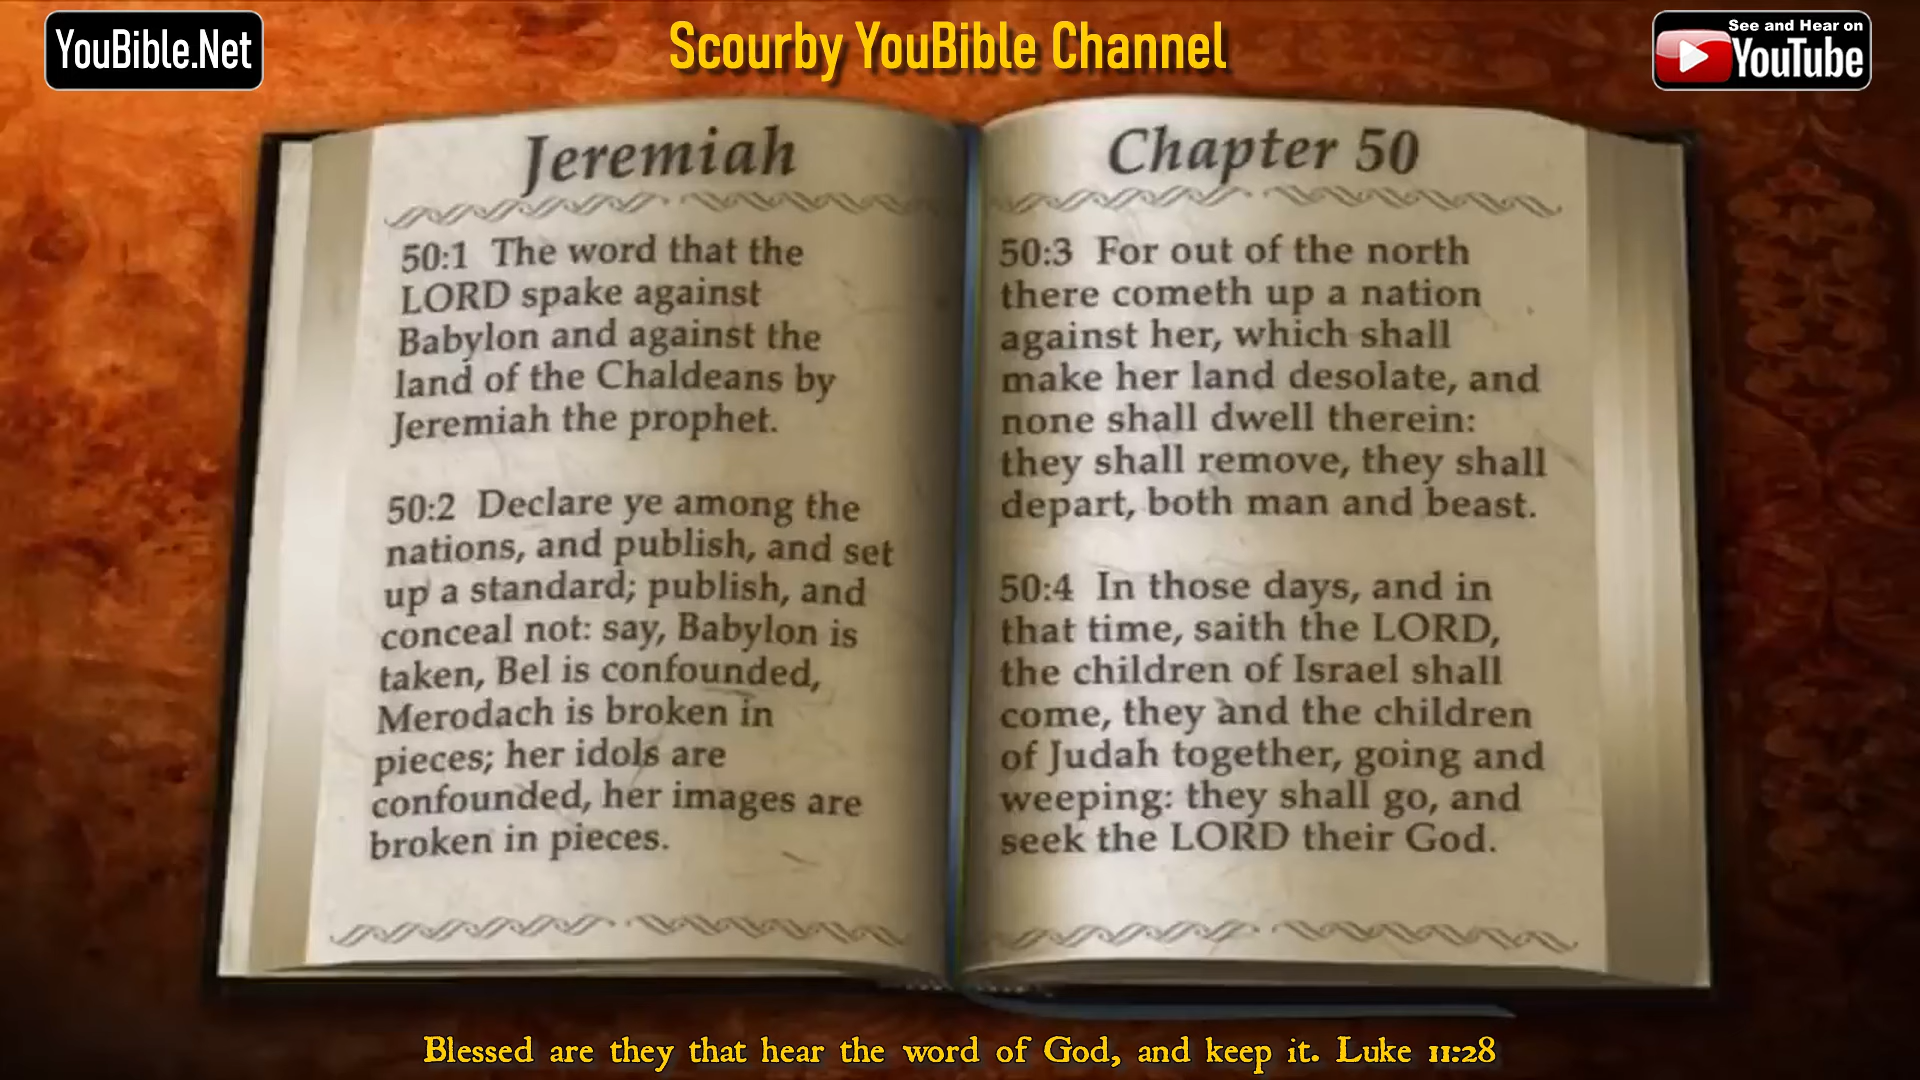 YouBible.Net
Scourby YouBible Channel
See and Hear on
YouTube
Jeremiah
50:1 The word that the
LORD spake against
Babylon and against the
land of the Chaldeans by
Jeremiah the prophet.
50:2 Declare ye among the
nations, and publish, and set
up a standard; publish, and
conceal not: say, Babylon is
taken, Bel is confounded,
Merodach is broken in
pieces; her idols are
confounded, her images are
broken in pieces.
Chapter 50
50:3 For out of the north
there cometh up a nation
against her, which shall
make her land desolate, and
none shall dwell therein:
they shall remove, they shall
depart, both man and beast.
50:4 In those days, and in
that time, saith the LORD,
the children of Israel shall
come, they and the children
of Judah together, going and
weeping: they shall go, and
seek the LORD their God.
Blessed are they that hear the word of God, and keep it. Luke 11:28